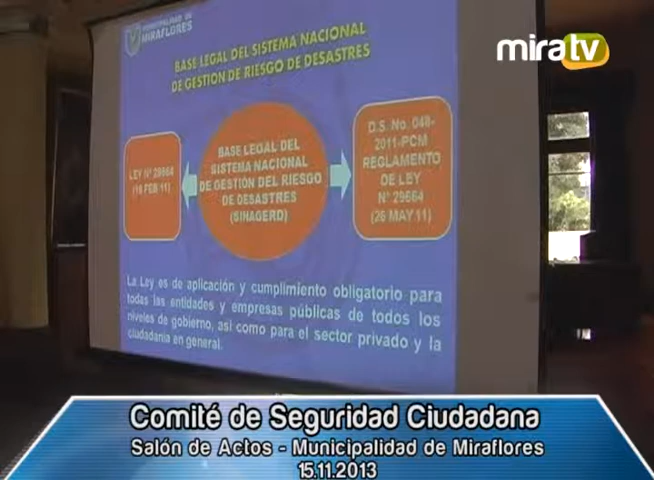 MUNICIPALIDAD DE
MIRAFLORES
miratv
BASE LEGAL DEL SISTEMA NACIONAL
DE GESTION DE RIESGO DE DESASTRES
LEY N° 29664
(18 FEB 11)
BASE LEGAL DEL
SISTEMA NACIONAL
DE GESTIÓN DEL RIESGO
DE DESASTRES
(SINAGERD)
D.S. No. 048-
2011-PCM
REGLAMENTO
DE LEY
N° 29664
(26 MAY 11)
La Ley es de aplicación y cumplimiento obligatorio para
todas las entidades y empresas públicas de todos los
niveles de gobierno, así como para el sector privado y la
ciudadanía en general.
Comité de Seguridad Ciudadana
Salón de Actos - Municipalidad de Miraflores
15.11.2013